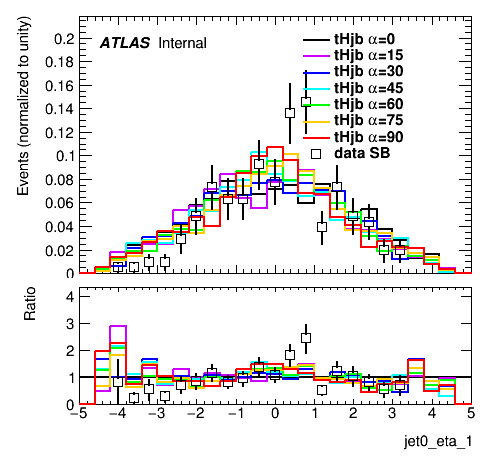 Events (normalized to unity)
0.2
0.18
0.16
0.14
0.12
0.1
0.08
0.06
0.04
0.02
0
ATLAS Internal
tHjb α=0
tHjb α=15
tHjb α=30
tHjb α=45
tHjb α=60
tHjb α=75
tHjb α=90
data SB
Ratio
4
3
2
1
0
−5 −4 −3 −2 −1 0 1 2 3 4 5
jet0_eta_1